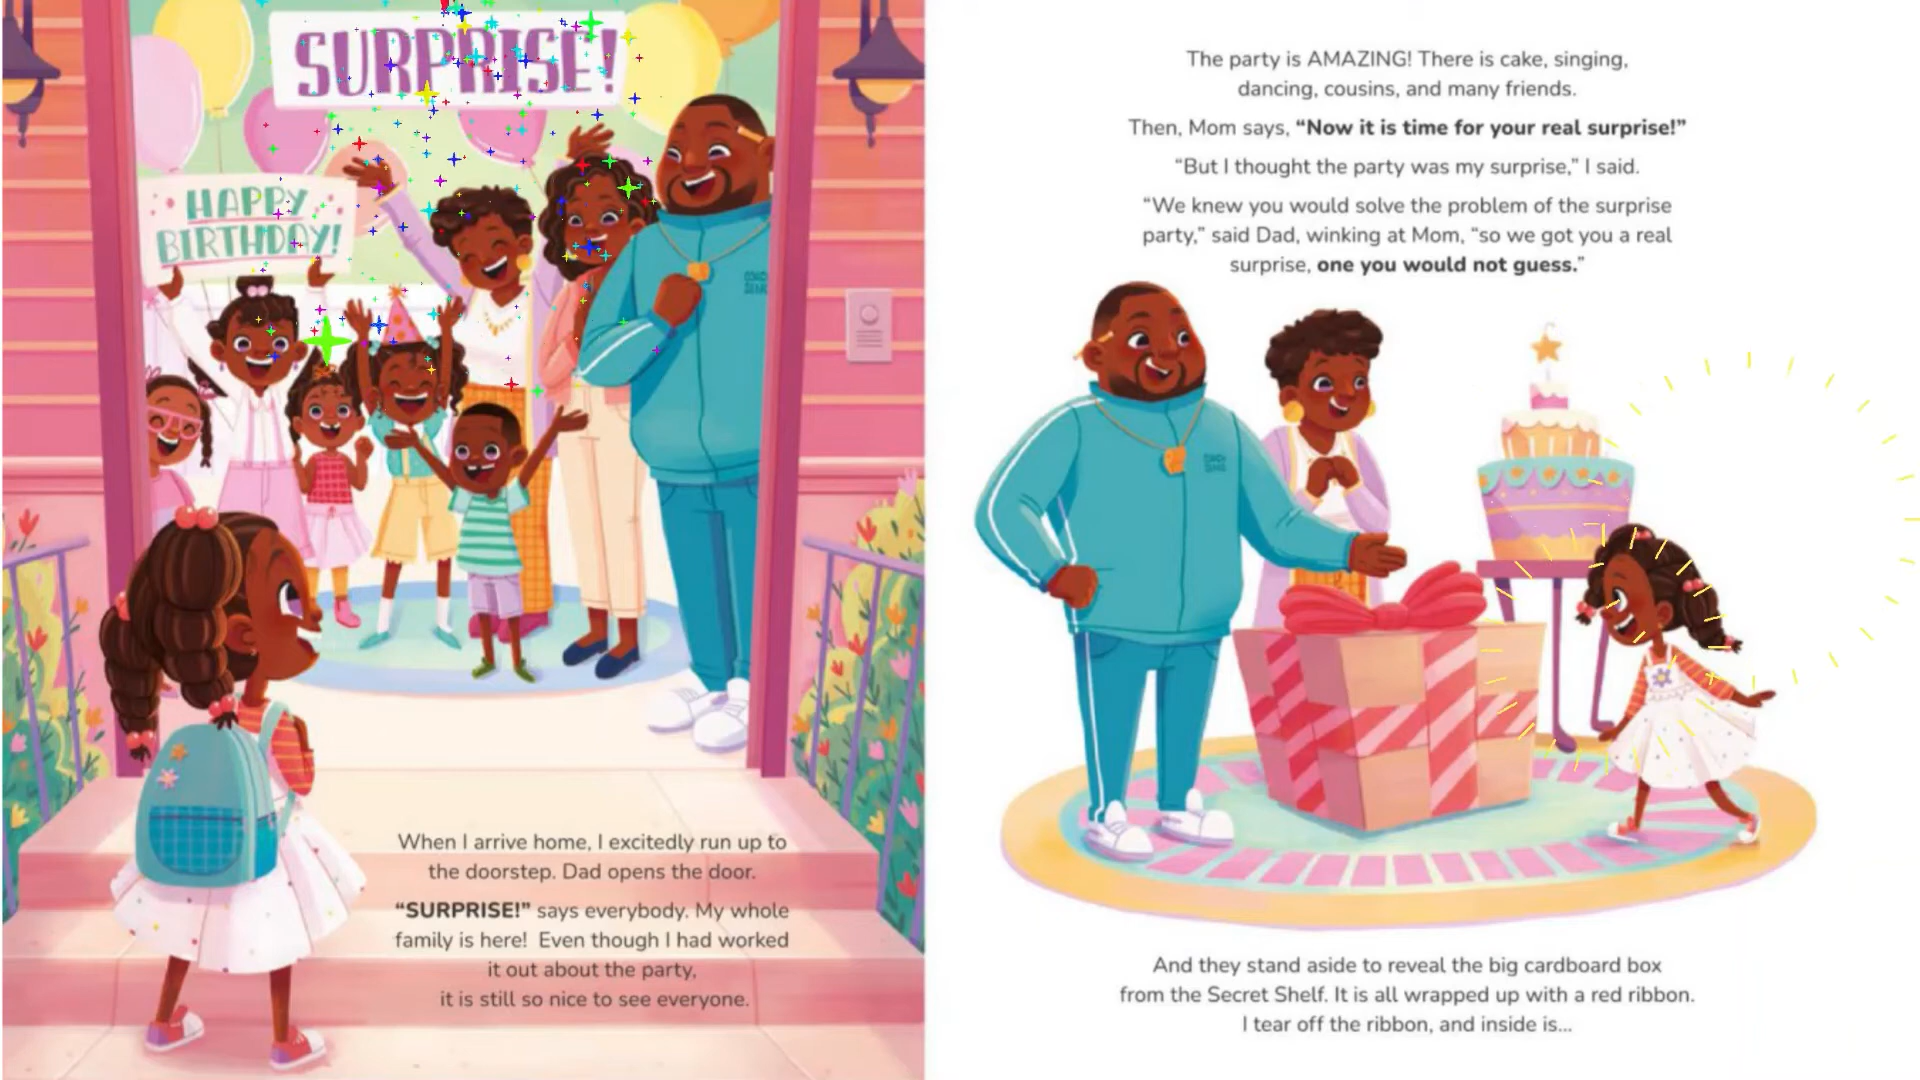 SURPRISE!
HAPPY
BIRTHDAY!
When I arrive home, I excitedly run up to
the doorstep. Dad opens the door.
“SURPRISE!” says everybody. My whole
family is here! Even though I had worked
it out about the party,
it is still so nice to see everyone.
The party is AMAZING! There is cake, singing,
dancing, cousins, and many friends.
Then, Mom says, “Now it is time for your real surprise!”
“But I thought the party was my surprise,” I said.
“We knew you would solve the problem of the surprise
party,” said Dad, winking at Mom, “so we got you a real
surprise, one you would not guess.”
And they stand aside to reveal the big cardboard box
from the Secret Shelf. It is all wrapped up with a red ribbon.
I tear off the ribbon, and inside is...